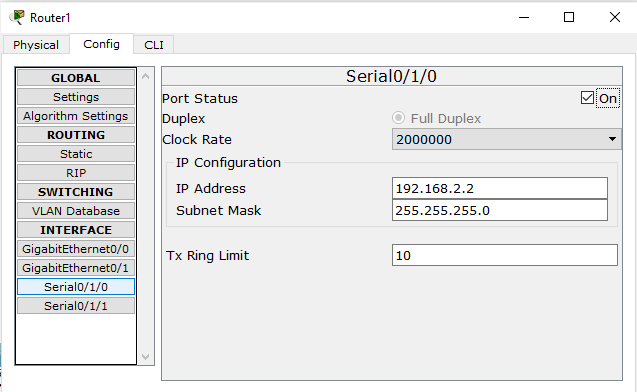 Router1
Physical Config CLI
GLOBAL
Settings
Algorithm Settings
ROUTING
Static
RIP
SWITCHING
VLAN Database
INTERFACE
GigabitEthernet0/0
GigabitEthernet0/1
Serial0/1/0
Serial0/1/1
Serial0/1/0
Port Status On
Duplex Full Duplex
Clock Rate 2000000
IP Configuration
IP Address 192.168.2.2
Subnet Mask 255.255.255.0
Tx Ring Limit 10